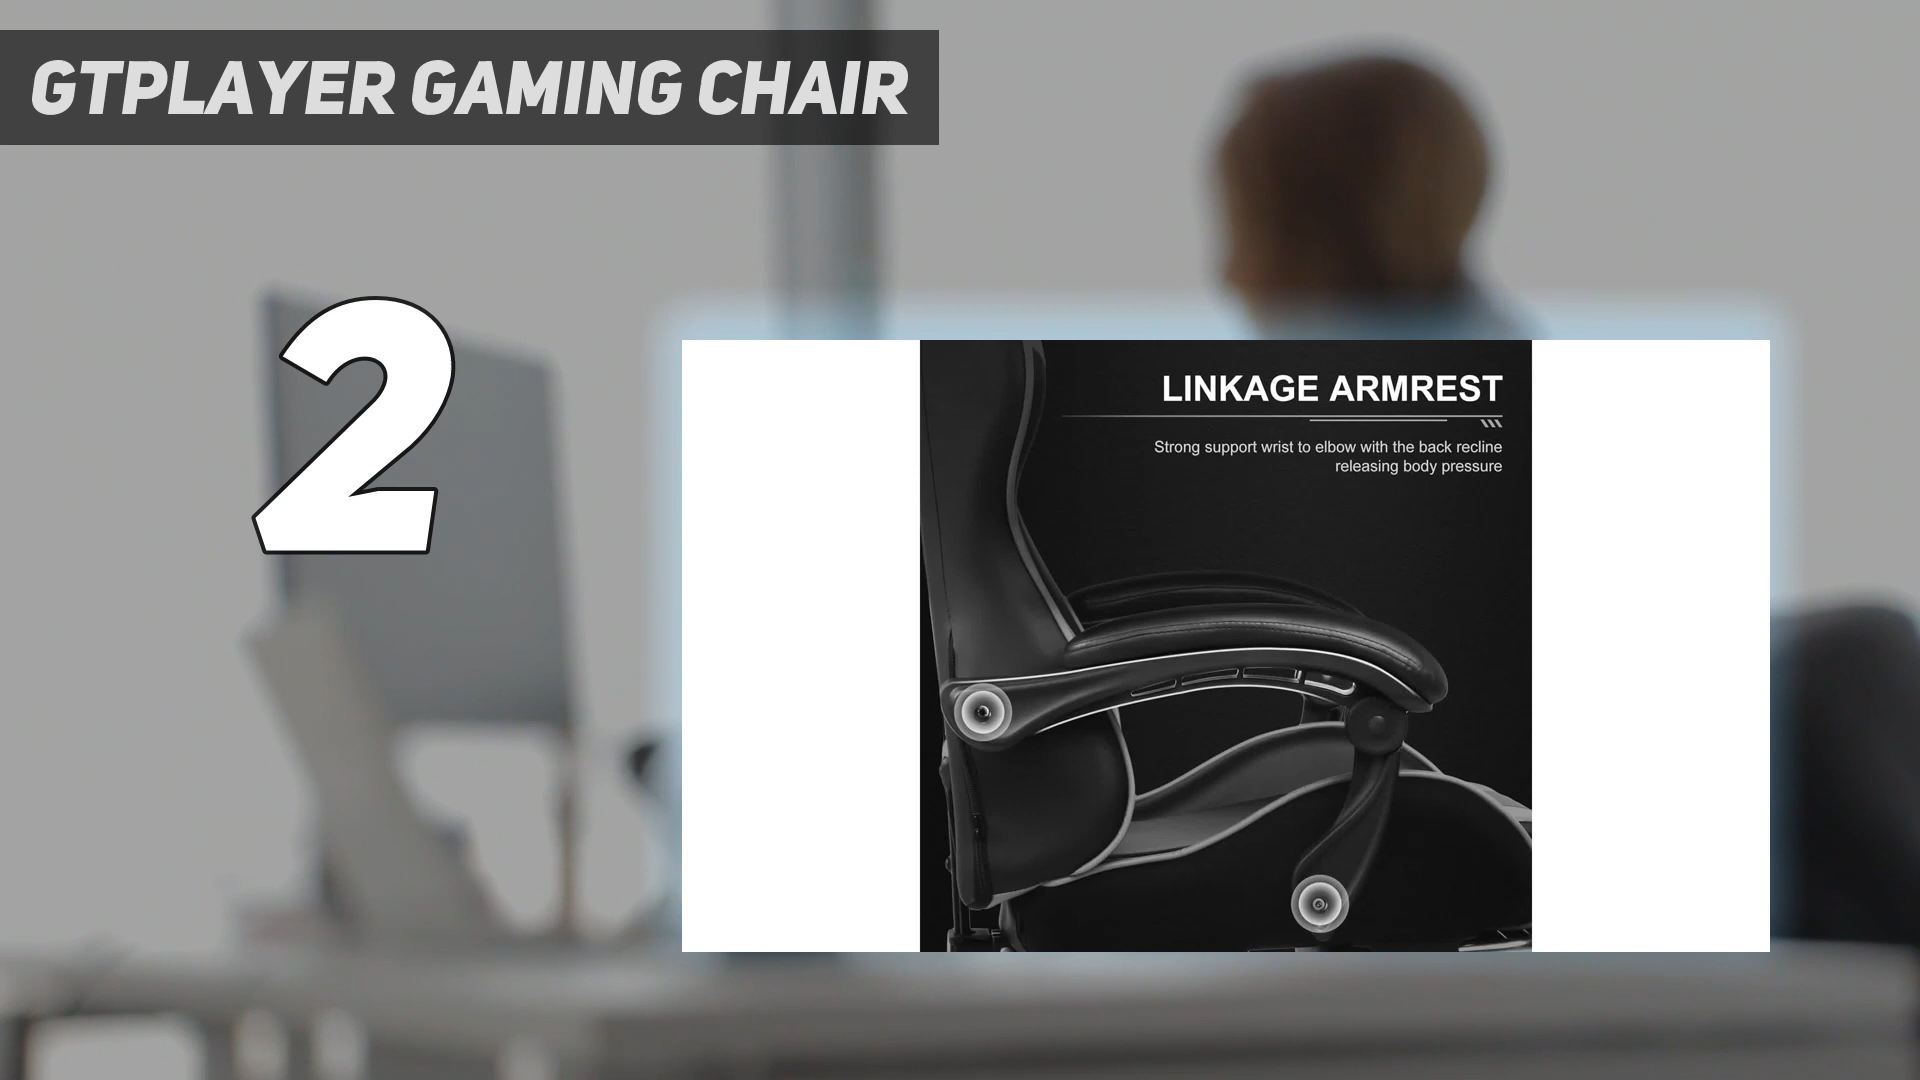 GTPLAYER GAMING CHAIR
2
LINKAGE ARMREST
Strong support wrist to elbow with the back recline
releasing body pressure